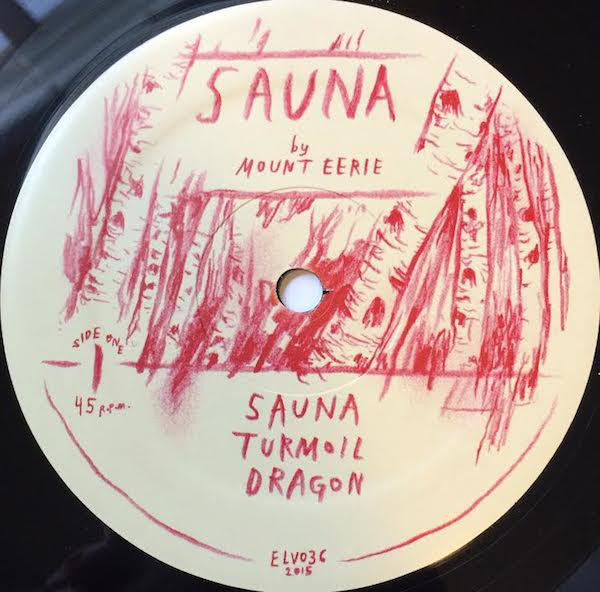 SAUNA
by
MOUNT EERIE
SIDE ONE
1
45 R.P.M.
SAUNA
TURMOIL
DRAGON
ELV036
2015